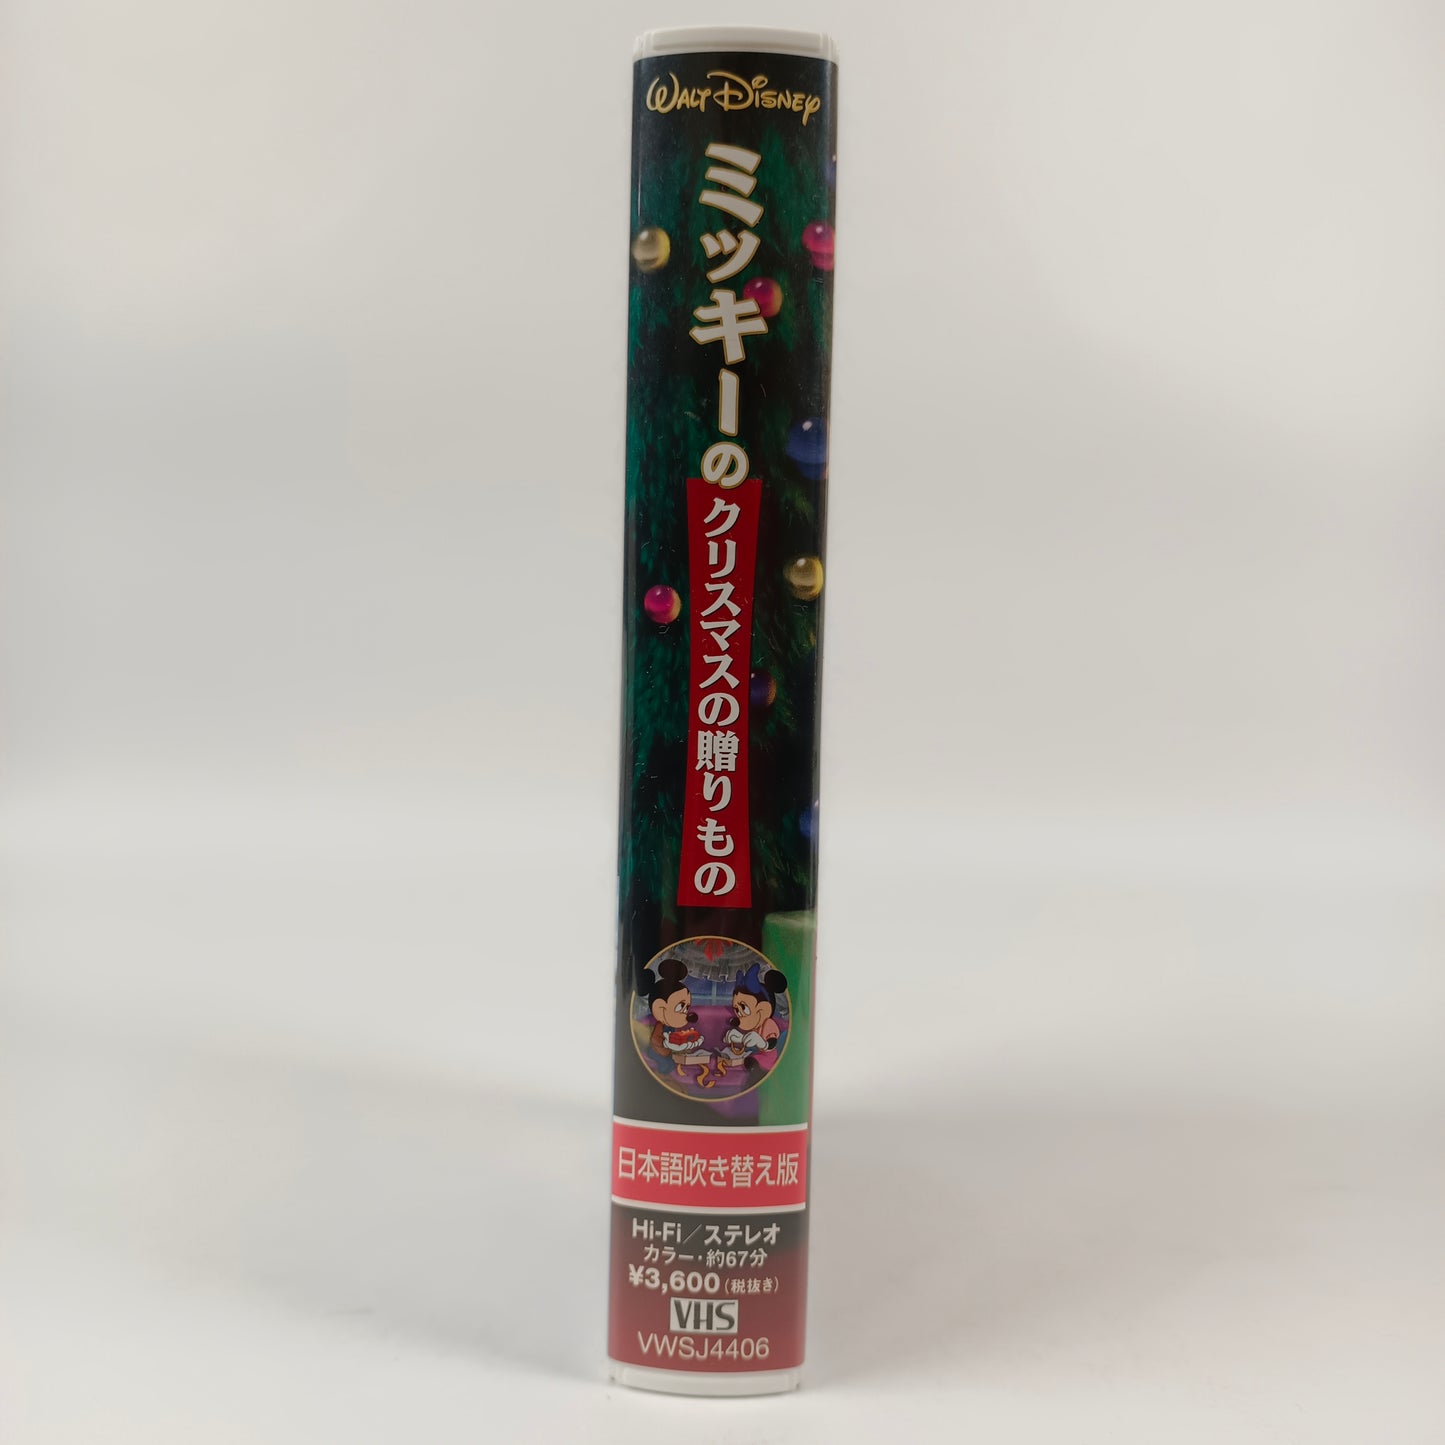 WALT DISNEY
ミッキーの
クリスマスの贈りもの
日本語吹き替え版
Hi-Fi／ステレオ
カラー・約67分
¥3,600（税抜き）
VHS
VWSJ4406